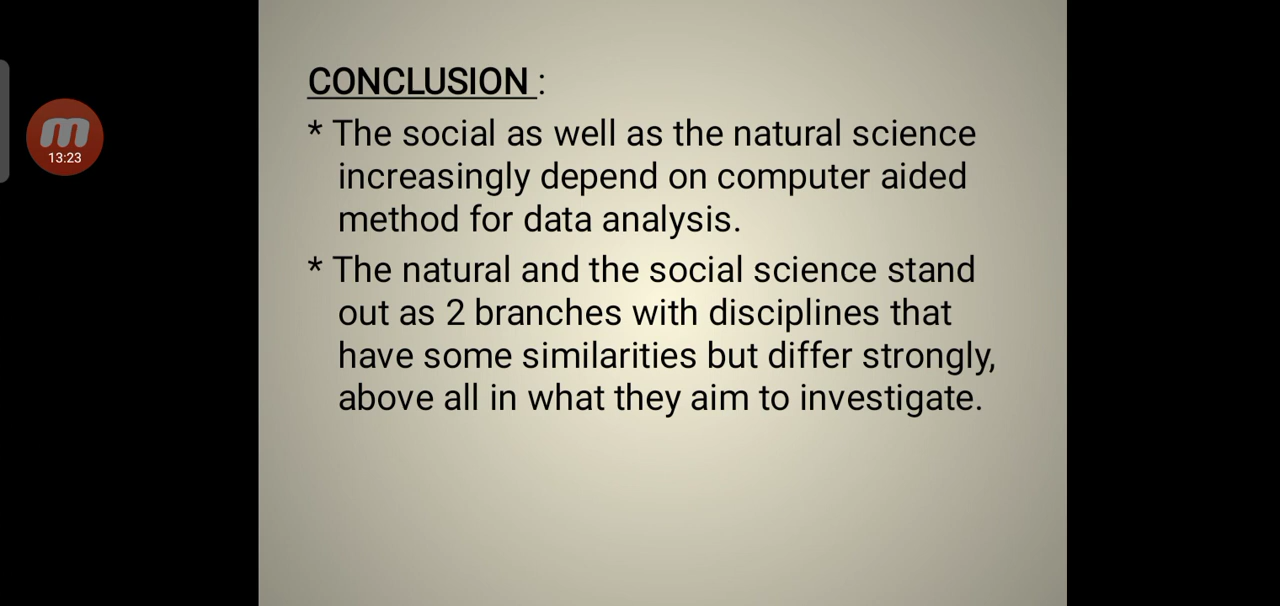 CONCLUSION :
* The social as well as the natural science
increasingly depend on computer aided
method for data analysis.
* The natural and the social science stand
out as 2 branches with disciplines that
have some similarities but differ strongly,
above all in what they aim to investigate.
m
13:23